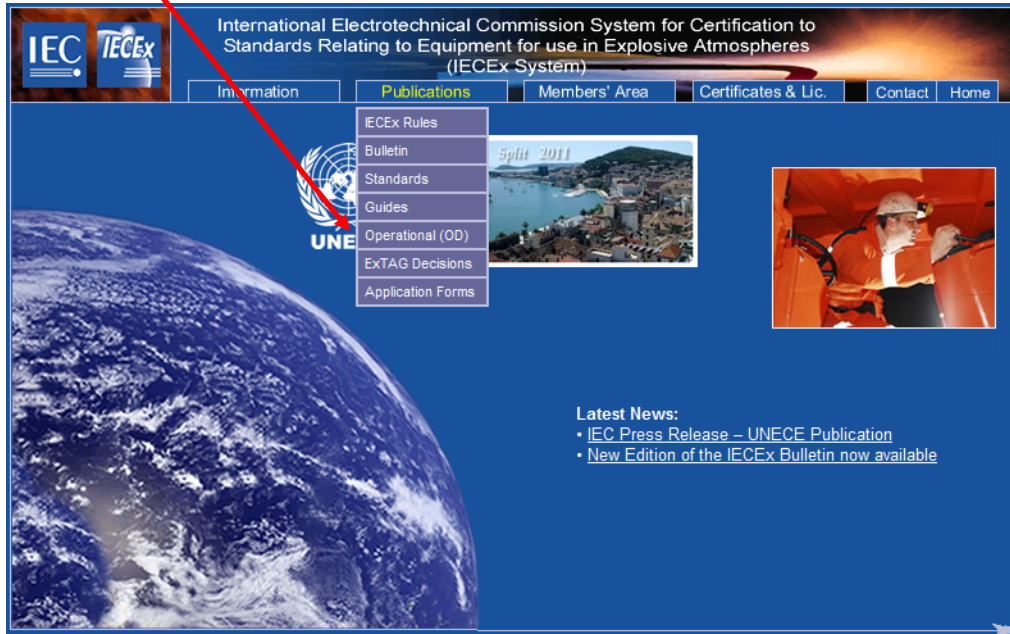 IEC
IECEx
International Electrotechnical Commission System for Certification to
Standards Relating to Equipment for use in Explosive Atmospheres
(IECEx System)
Information Publications Members' Area Certificates & Lic. Contact Home
IECEx Rules
Bulletin
Standards
Guides
Operational (OD)
ExTAG Decisions
Application Forms
UNE
Split 2011
Latest News:
• IEC Press Release – UNECE Publication
• New Edition of the IECEx Bulletin now available